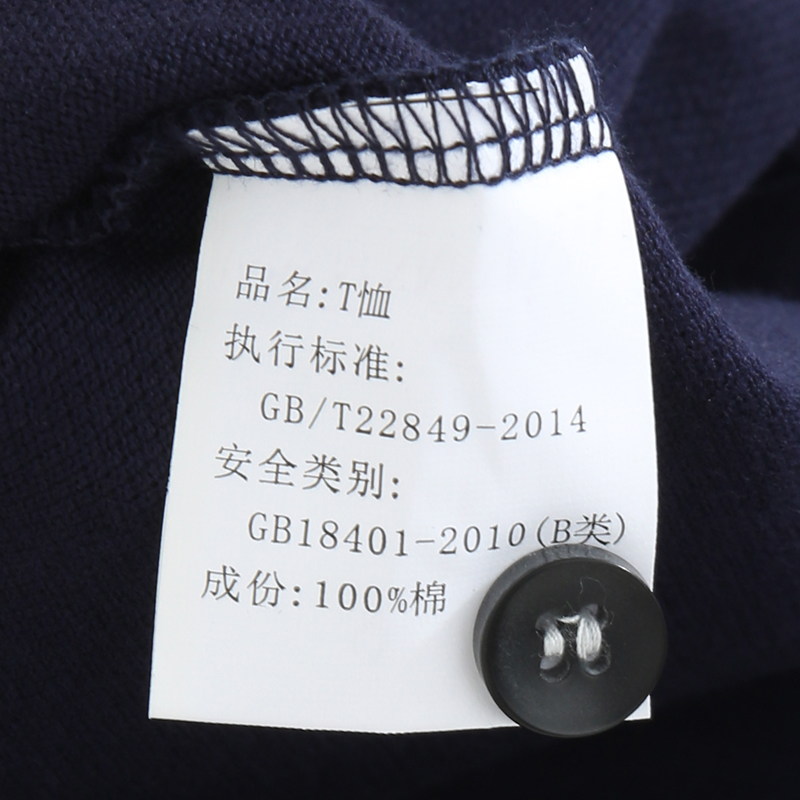 品名:T恤
执行标准:
GB/T22849-2014
安全类别:
GB18401-2010(B类)
成份:100%棉